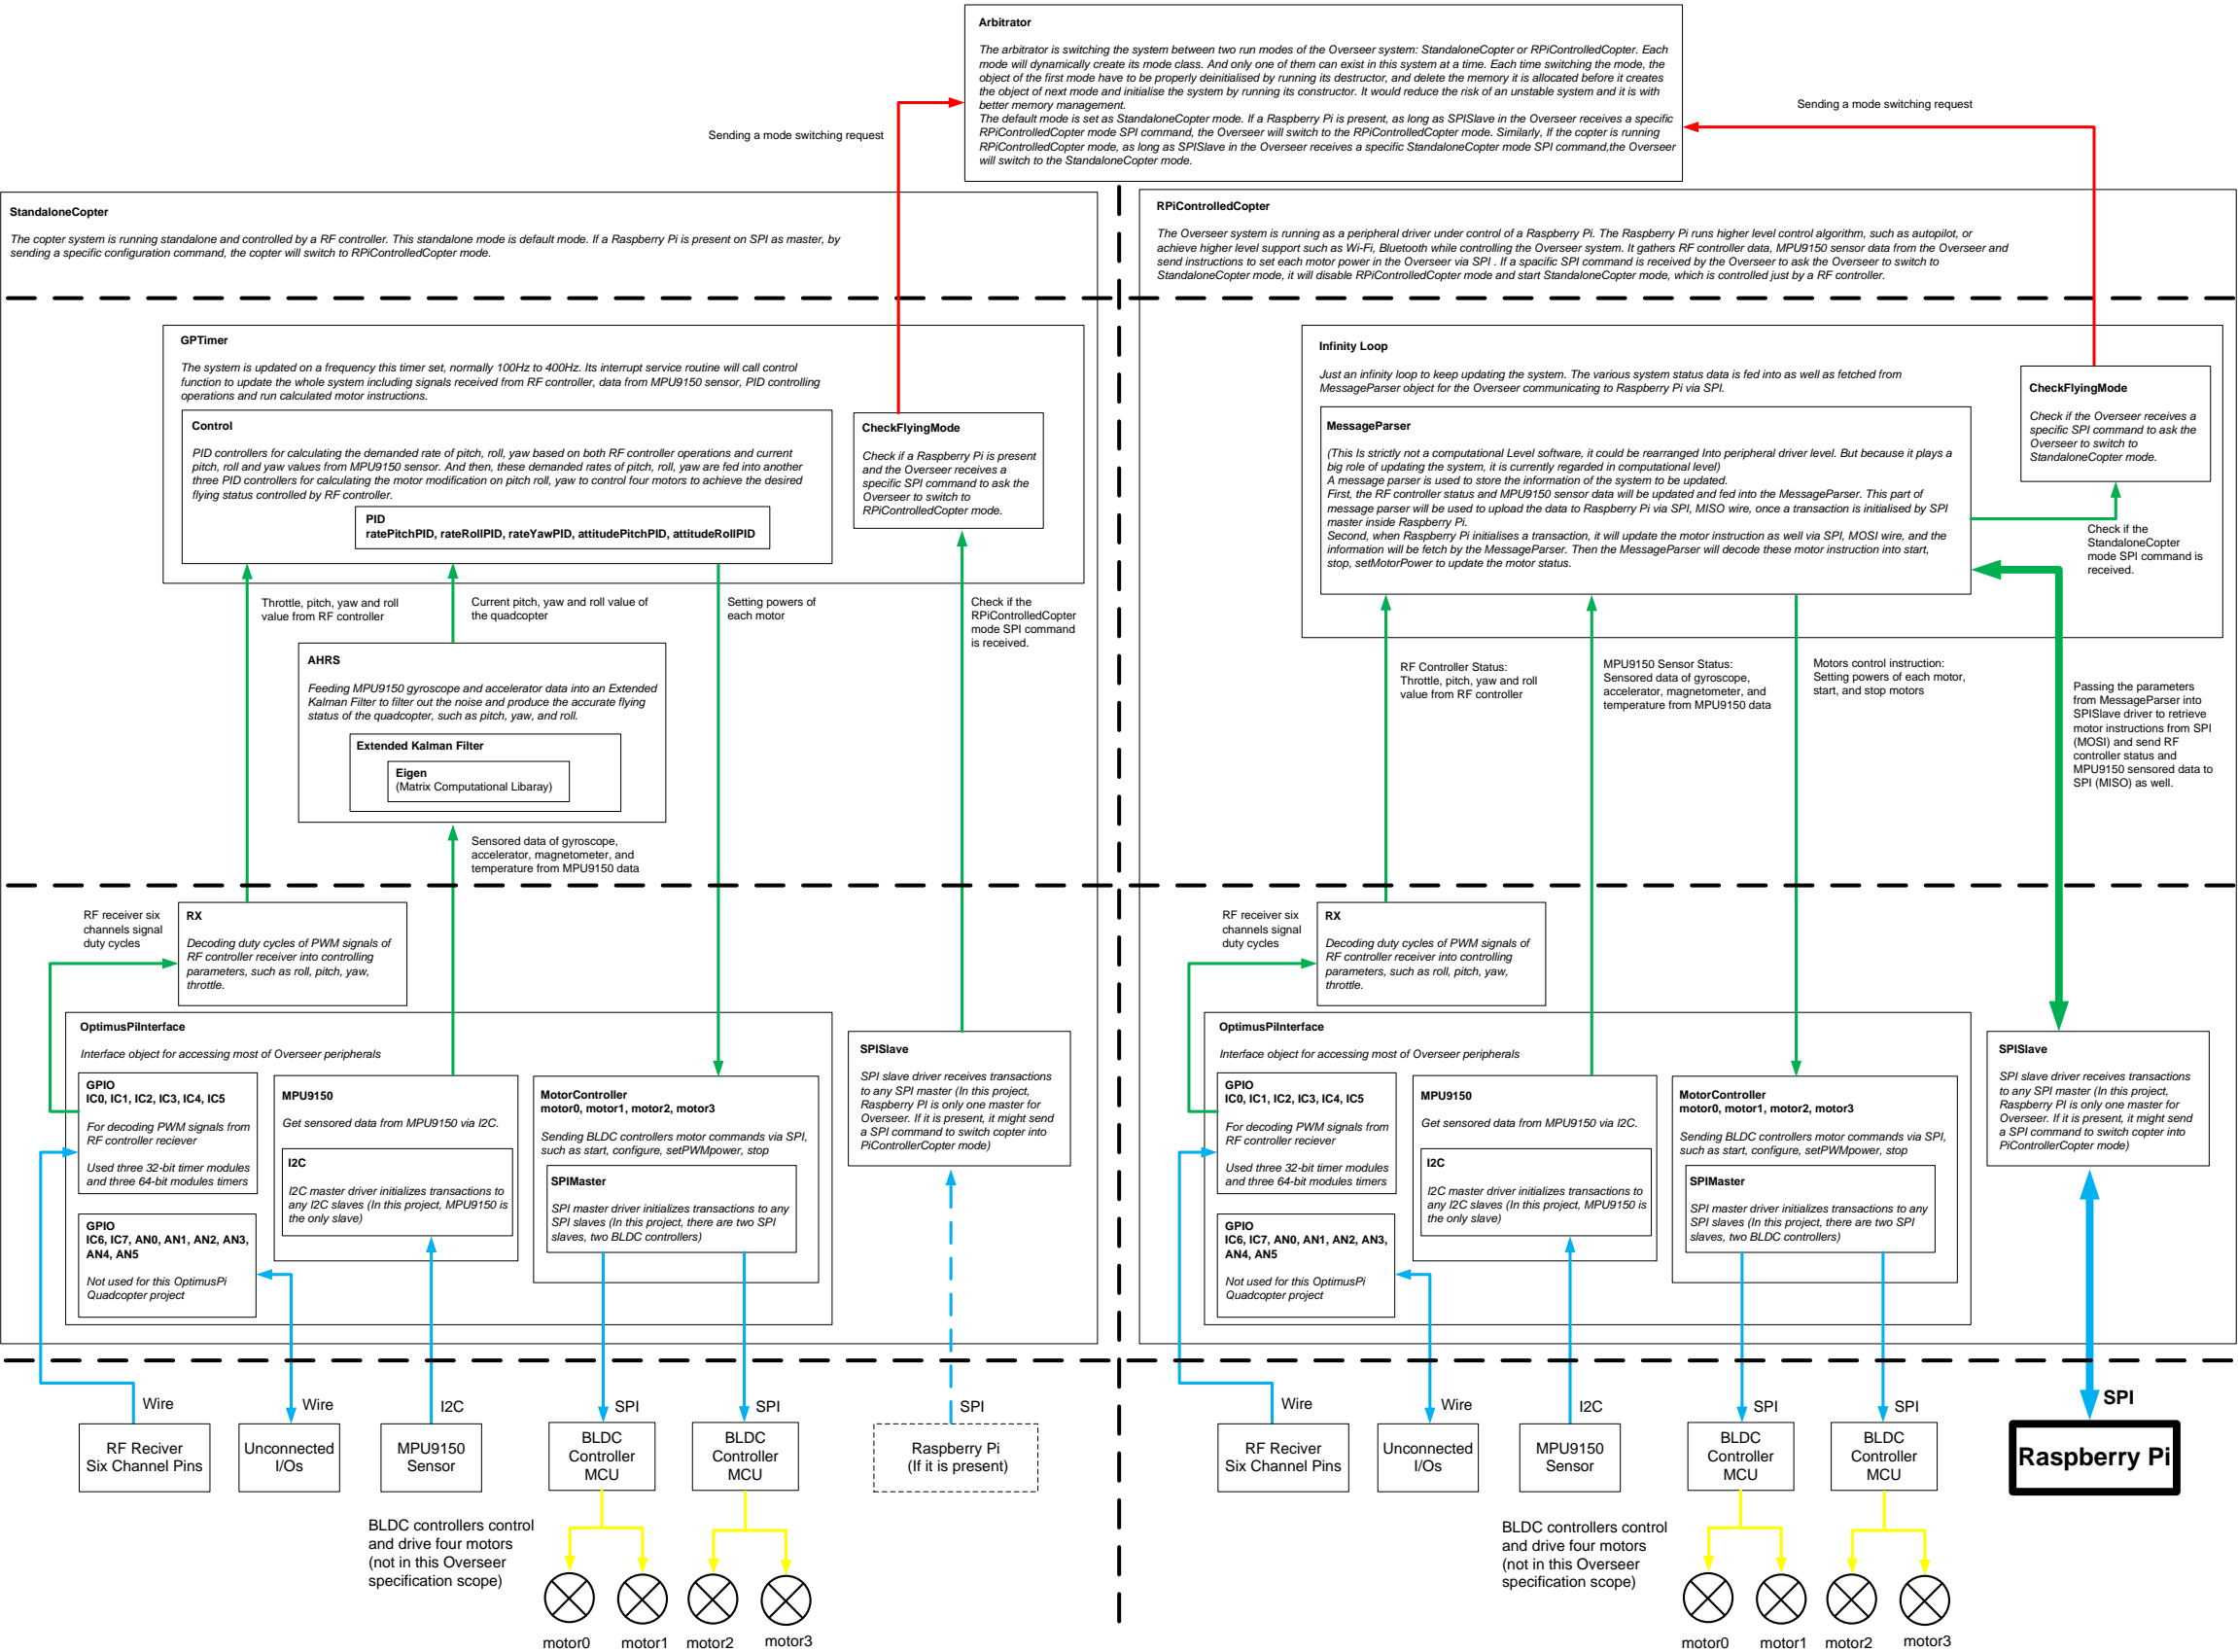 Arbitrator
The arbitrator is switching the system between two run modes of the Overseer system: StandaloneCopter or RPiControlledCopter. Each
mode will dynamically create its mode class. And only one of them can exist in this system at a time. Each time switching the mode, the
object of the first mode have to be properly deinitialised by running its destructor, and delete the memory it is allocated before it creates
the object of next mode and initialise the system by running its constructor. It would reduce the risk of an unstable system and it is with
better memory management.
The default mode is set as StandaloneCopter mode. If a Raspberry Pi is present, as long as SPISlave in the Overseer receives a specific
RPiControlledCopter mode SPI command, the Overseer will switch to the RPiControlledCopter mode. Similarly, If the copter is running
RPiControlledCopter mode, as long as SPISlave in the Overseer receives a specific StandaloneCopter mode SPI command,the Overseer
will switch to the StandaloneCopter mode.
Sending a mode switching request
Sending a mode switching request
StandaloneCopter
The copter system is running standalone and controlled by a RF controller. This standalone mode is default mode. If a Raspberry Pi is present on SPI as master, by
sending a specific configuration command, the copter will switch to RPiControlledCopter mode.
GPTimer
The system is updated on a frequency this timer set, normally 100Hz to 400Hz. Its interrupt service routine will call control
function to update the whole system including signals received from RF controller, data from MPU9150 sensor, PID controlling
operations and run calculated motor instructions.
Control
PID controllers for calculating the demanded rate of pitch, roll, yaw based on both RF controller operations and current
pitch, roll and yaw values from MPU9150 sensor. And then, these demanded rates of pitch, roll, yaw are fed into another
three PID controllers for calculating the motor modification on pitch roll, yaw to control four motors to achieve the desired
flying status controlled by RF controller.
PID
ratePitchPID, rateRollPID, rateYawPID, attitudePitchPID, attitudeRollPID
CheckFlyingMode
Check if a Raspberry Pi is present
and the Overseer receives a
specific SPI command to ask the
Overseer to switch to
RPiControlledCopter mode.
Throttle, pitch, yaw and roll
value from RF controller
Current pitch, yaw and roll value of
the quadcopter
Setting powers of
each motor
Check if the
RPiControlledCopter
mode SPI command
is received.
AHRS
Feeding MPU9150 gyroscope and accelerator data into an Extended
Kalman Filter to filter out the noise and produce the accurate flying
status of the quadcopter, such as pitch, yaw, and roll.
Extended Kalman Filter
Eigen
(Matrix Computational Libaray)
Sensored data of gyroscope,
accelerator, magnetometer, and
temperature from MPU9150 data
RF receiver six
channels signal
duty cycles
RX
Decoding duty cycles of PWM signals of
RF controller receiver into controlling
parameters, such as roll, pitch, yaw,
throttle.
OptimusPiInterface
Interface object for accessing most of Overseer peripherals
GPIO
IC0, IC1, IC2, IC3, IC4, IC5
For decoding PWM signals from
RF controller reciever
Used three 32-bit timer modules
and three 64-bit modules timers
GPIO
IC6, IC7, AN0, AN1, AN2, AN3,
AN4, AN5
Not used for this OptimusPi
Quadcopter project
MPU9150
Get sensored data from MPU9150 via I2C.
I2C
I2C master driver initializes transactions to
any I2C slaves (In this project, MPU9150 is
the only slave)
MotorController
motor0, motor1, motor2, motor3
Sending BLDC controllers motor commands via SPI,
such as start, configure, setPWMpower, stop
SPIMaster
SPI master driver initializes transactions to any
SPI slaves (In this project, there are two SPI
slaves, two BLDC controllers)
SPISlave
SPI slave driver receives transactions
to any SPI master (In this project,
Raspberry PI is only one master for
Overseer. If it is present, it might send
a SPI command to switch copter into
PiControllerCopter mode)
Wire
Wire
I2C
SPI
SPI
SPI
RF Reciver
Six Channel Pins
Unconnected
I/Os
MPU9150
Sensor
BLDC
Controller
MCU
BLDC
Controller
MCU
Raspberry Pi
(If it is present)
BLDC controllers control
and drive four motors
(not in this Overseer
specification scope)
motor0
motor1
motor2
motor3
RPiControlledCopter
The Overseer system is running as a peripheral driver under control of a Raspberry Pi. The Raspberry Pi runs higher level control algorithm, such as autopilot, or
achieve higher level support such as Wi-Fi, Bluetooth while controlling the Overseer system. It gathers RF controller data, MPU9150 sensor data from the Overseer and
send instructions to set each motor power in the Overseer via SPI . If a spacific SPI command is received by the Overseer to ask the Overseer to switch to
StandaloneCopter mode, it will disable RPiControlledCopter mode and start StandaloneCopter mode, which is controlled just by a RF controller.
Infinity Loop
Just an infinity loop to keep updating the system. The various system status data is fed into as well as fetched from
MessageParser object for the Overseer communicating to Raspberry Pi via SPI.
MessageParser
(This Is strictly not a computational Level software, it could be rearranged Into peripheral driver level. But because it plays a
big role of updating the system, it is currently regarded in computational level)
A message parser is used to store the information of the system to be updated.
First, the RF controller status and MPU9150 sensor data will be updated and fed into the MessageParser. This part of
message parser will be used to upload the data to Raspberry Pi via SPI, MISO wire, once a transaction is initialised by SPI
master inside Raspberry Pi.
Second, when Raspberry Pi initialises a transaction, it will update the motor instruction as well via SPI, MOSI wire, and the
information will be fetch by the MessageParser. Then the MessageParser will decode these motor instruction into start,
stop, setMotorPower to update the motor status.
CheckFlyingMode
Check if the Overseer receives a
specific SPI command to ask the
Overseer to switch to
StandaloneCopter mode.
Check if the
StandaloneCopter
mode SPI command is
received.
RF Controller Status:
Throttle, pitch, yaw and roll
value from RF controller
MPU9150 Sensor Status:
Sensored data of gyroscope,
accelerator, magnetometer, and
temperature from MPU9150 data
Motors control instruction:
Setting powers of each motor,
start, and stop motors
Passing the parameters
from MessageParser into
SPISlave driver to retrieve
motor instructions from SPI
(MOSI) and send RF
controller status and
MPU9150 sensored data to
SPI (MISO) as well.
RF receiver six
channels signal
duty cycles
RX
Decoding duty cycles of PWM signals of
RF controller receiver into controlling
parameters, such as roll, pitch, yaw,
throttle.
OptimusPiInterface
Interface object for accessing most of Overseer peripherals
GPIO
IC0, IC1, IC2, IC3, IC4, IC5
For decoding PWM signals from
RF controller reciever
Used three 32-bit timer modules
and three 64-bit modules timers
GPIO
IC6, IC7, AN0, AN1, AN2, AN3,
AN4, AN5
Not used for this OptimusPi
Quadcopter project
MPU9150
Get sensored data from MPU9150 via I2C.
I2C
I2C master driver initializes transactions to
any I2C slaves (In this project, MPU9150 is
the only slave)
MotorController
motor0, motor1, motor2, motor3
Sending BLDC controllers motor commands via SPI,
such as start, configure, setPWMpower, stop
SPIMaster
SPI master driver initializes transactions to any
SPI slaves (In this project, there are two SPI
slaves, two BLDC controllers)
SPISlave
SPI slave driver receives transactions
to any SPI master (In this project,
Raspberry PI is only one master for
Overseer. If it is present, it might send
a SPI command to switch copter into
PiControllerCopter mode)
Wire
Wire
I2C
SPI
SPI
SPI
RF Reciver
Six Channel Pins
Unconnected
I/Os
MPU9150
Sensor
BLDC
Controller
MCU
BLDC
Controller
MCU
Raspberry Pi
BLDC controllers control
and drive four motors
(not in this Overseer
specification scope)
motor0
motor1
motor2
motor3